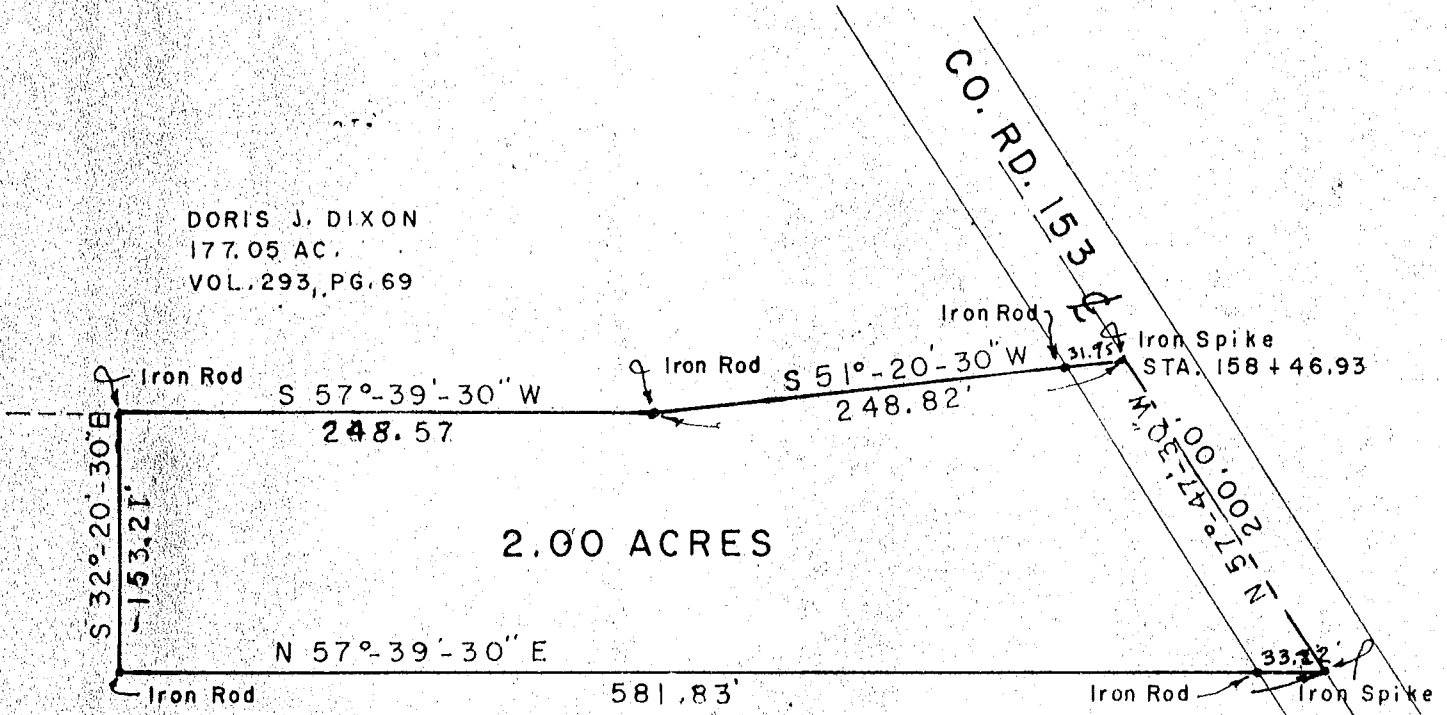 CO. RD. 153 ℄
DORIS J. DIXON
177.05 AC.
VOL. 293, PG. 69
Iron Rod
31.95'
Iron Spike
STA. 158 + 46.93
Iron Rod
S 57°-39'-30" W
248.57
Iron Rod
S 51°-20'-30" W
248.82'
S 32°-20'-30" E
153.21'
N 57°-47'-30" W
200.00'
2.00 ACRES
N 57°-39'-30" E
581.83'
33.22'
Iron Rod
Iron Rod
Iron Spike